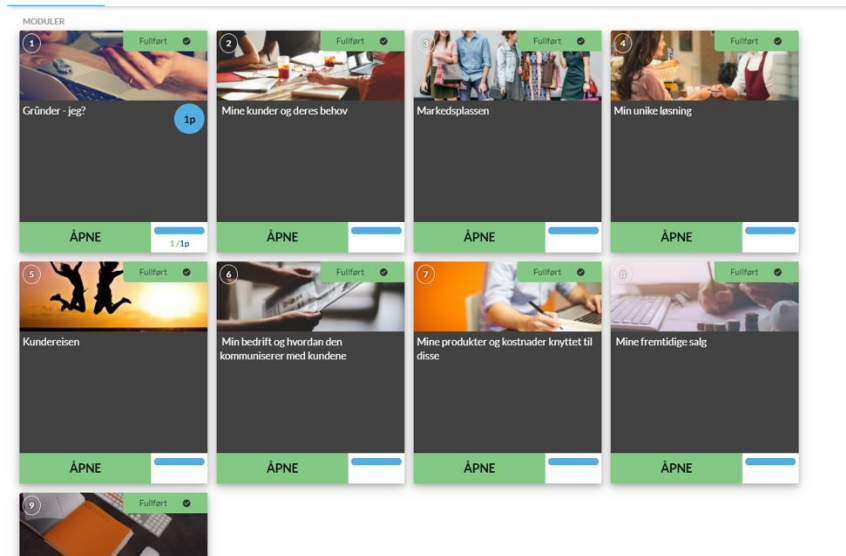 MODULER
1
Fullført
2
Fullført
3
Fullført
4
Fullført
Gründer - jeg?
1p
Mine kunder og deres behov
Markedsplassen
Min unike løsning
ÅPNE
1 /1p
ÅPNE
ÅPNE
ÅPNE
5
Fullført
6
Fullført
7
Fullført
8
Fullført
Kundereisen
Min bedrift og hvordan den
kommuniserer med kundene
Mine produkter og kostnader knyttet til
disse
Mine fremtidige salg
ÅPNE
ÅPNE
ÅPNE
ÅPNE
9
Fullført